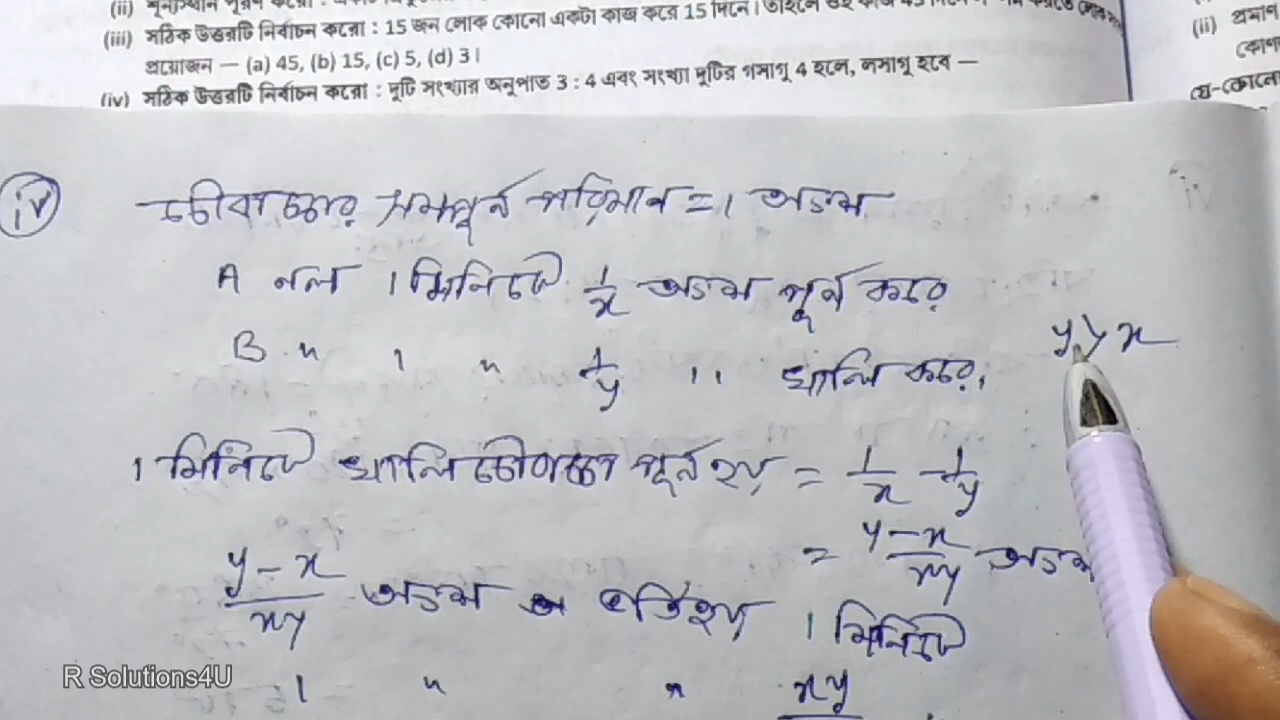 (iii) সঠিক উত্তরটি নির্বাচন করো : 15 জন লোক কোনো একটা কাজ করে 15 দিনে। তাহলে ওই কাজ 45 দিনে
প্রয়োজন — (a) 45, (b) 15, (c) 5, (d) 3।
(iv) সঠিক উত্তরটি নির্বাচন করো : দুটি সংখ্যার অনুপাত 3 : 4 এবং সংখ্যা দুটির গসাগু 4 হলে, লসাগু হবে —
(ii) প্রমাণ
যে-কোনো
iv চৌবাচ্চার সম্পূর্ন পরিমান = 1 অংশ
A নল 1 মিনিটে 1/x অংশ পূর্ন করে
B " 1 " 1/y '' খালি করে।
y > x
1 মিনিটে খালি চৌবাচ্চা পূর্ন হয় = 1/x - 1/y
= y-x/xy অংশ
y-x/xy অংশ ভর্তি হয় 1 মিনিটে
1 " " xy
R Solutions4U